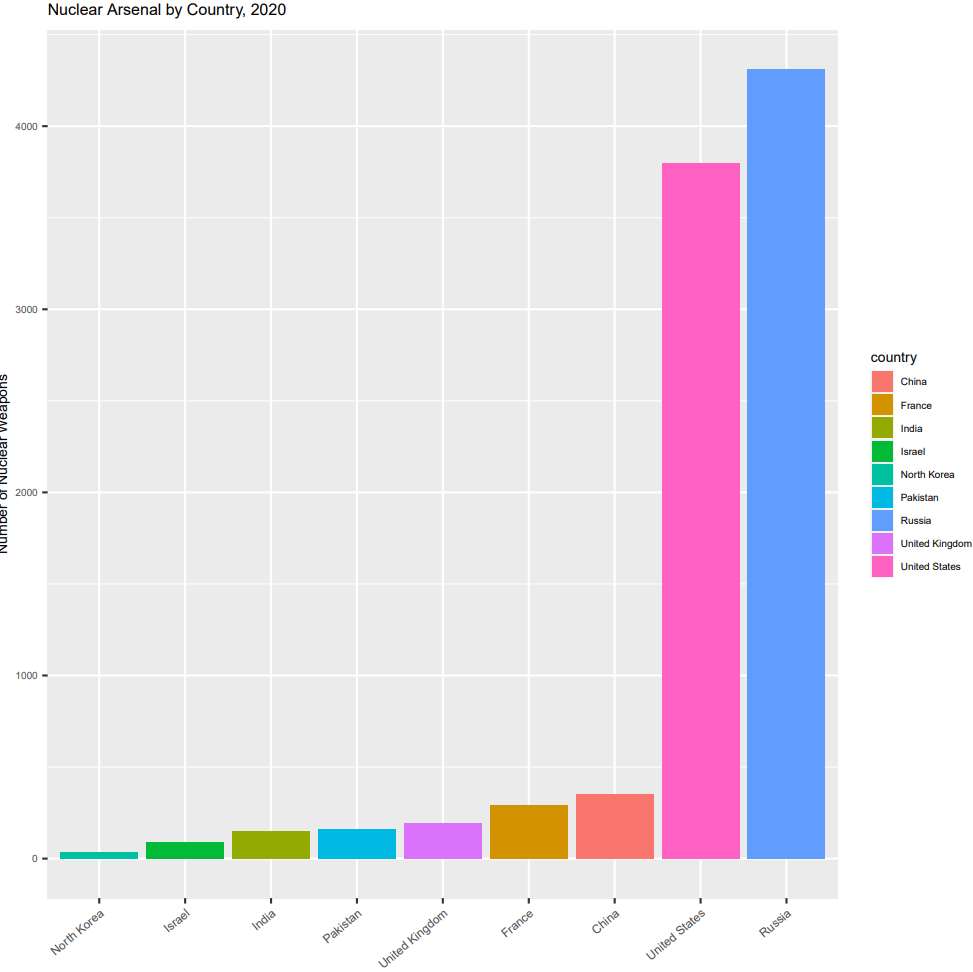 Nuclear Arsenal by Country, 2020
Number of Nuclear Weapons
4000
3000
2000
1000
0
North Korea
Israel
India
Pakistan
United Kingdom
France
China
United States
Russia
country
China
France
India
Israel
North Korea
Pakistan
Russia
United Kingdom
United States